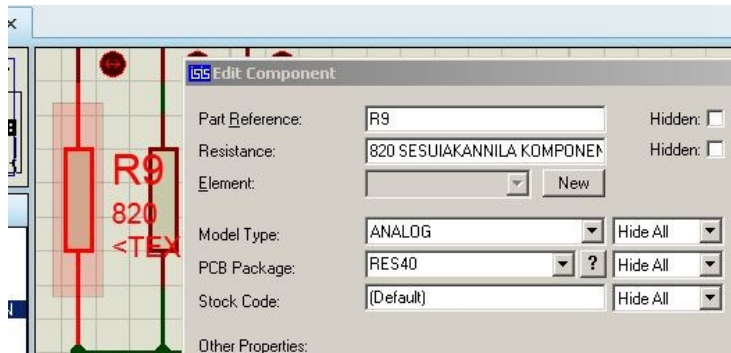 ×
isis Edit Component
Part Reference: R9 Hidden:
Resistance: 820 SESUIAKANNILA KOMPONEN Hidden:
Element: New
Model Type: ANALOG Hide All
PCB Package: RES40 ? Hide All
Stock Code: (Default) Hide All
Other Properties:
R9
820
<TEX